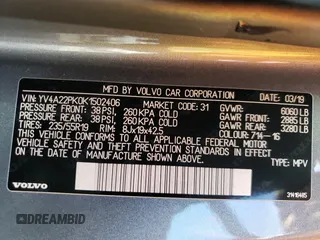 MFD BY VOLVO CAR CORPORATION 03/19
VIN: YV4A22PK0K1502406 MARKET CODE: 31 GVWR: 6060 LB
PRESSURE FRONT: 38 PSI, 260 KPA COLD FRONT GAWR: 2885 LB
PRESSURE REAR: 38 PSI, 260 KPA COLD REAR GAWR: 3280 LB
TIRES: 235/55R19 RIM: 8Jx19x42.5 COLOUR: 714 - 16
THIS VEHICLE CONFORMS TO ALL APPLICABLE U.S. FEDERAL MOTOR
VEHICLE SAFETY AND THEFT PREVENTION STANDARDS IN
EFFECT ON THE DATE OF MANUFACTURE SHOWN ABOVE. TYPE: MPV
VOLVO
DREAMBID